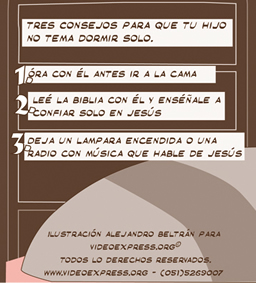 TRES CONSEJOS PARA QUE TU HIJO
NO TEMA DORMIR SOLO.
1 ÓRA CON ÉL ANTES IR A LA CAMA
2 LEÉ LA BIBLIA CON ÉL Y ENSÉÑALE A
CONFIAR SOLO EN JESÚS
3 DEJA UN LAMPARA ENCENDIDA O UNA
RADIO CON MÚSICA QUE HABLE DE JESÚS
ILUSTRACIÓN ALEJANDRO BELTRÁN PARA
VIDEOEXPRESS.ORG©
TODOS LO DERECHOS RESERVADOS.
WWW.VIDEOEXPRESS.ORG - (051)5269007